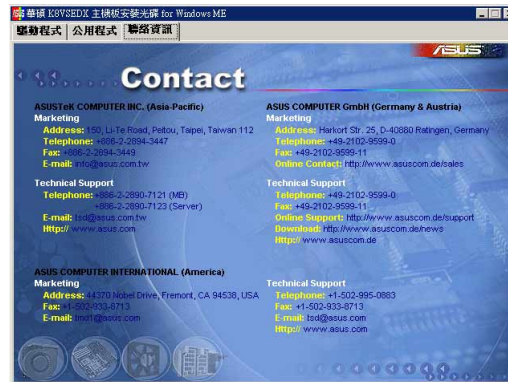 華碩 K8VSEDX 主機板安裝光碟 for Windows ME
驅動程式 公用程式 聯絡資訊
ASUS
Contact
ASUSTeK COMPUTER INC. (Asia-Pacific)
Marketing
Address: 150, Li-Te Road, Peitou, Taipei, Taiwan 112
Telephone: +886-2-2894-3447
Fax: +886-2-2894-3449
E-mail: info@asus.com.tw
Technical Support
Telephone: +886-2-2890-7121 (MB)
+886-2-2890-7123 (Server)
E-mail: tsd@asus.com.tw
Http:// www.asus.com
ASUS COMPUTER GmbH (Germany & Austria)
Marketing
Address: Harkort Str. 25, D-40880 Ratingen, Germany
Telephone: +49-2102-9599-0
Fax: +49-2102-9599-11
Online Contact: http://www.asuscom.de/sales
Technical Support
Telephone: +49-2102-9599-0
Fax: +49-2102-9599-11
Online Support: http://www.asuscom.de/support
Download: http://www.asuscom.de/news
Http:// www.asuscom.de
ASUS COMPUTER INTERNATIONAL (America)
Marketing
Address: 44370 Nobel Drive, Fremont, CA 94538, USA
Fax: +1-502-933-8713
E-mail: tmd1@asus.com
Technical Support
Telephone: +1-502-995-0883
Fax: +1-502-933-8713
E-mail: tsd@asus.com
Http:// www.asus.com